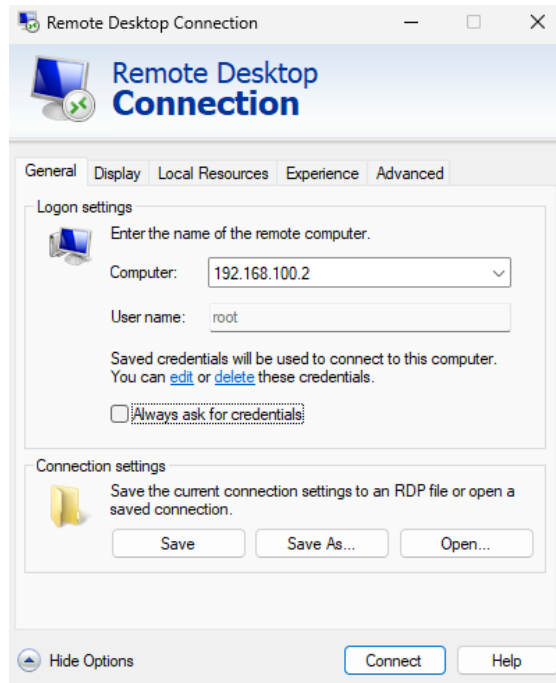 Remote Desktop Connection
Remote Desktop
Connection
General Display Local Resources Experience Advanced
Logon settings
Enter the name of the remote computer.
Computer: 192.168.100.2
User name: root
Saved credentials will be used to connect to this computer.
You can edit or delete these credentials.
Always ask for credentials
Connection settings
Save the current connection settings to an RDP file or open a
saved connection.
Save Save As... Open...
Hide Options Connect Help